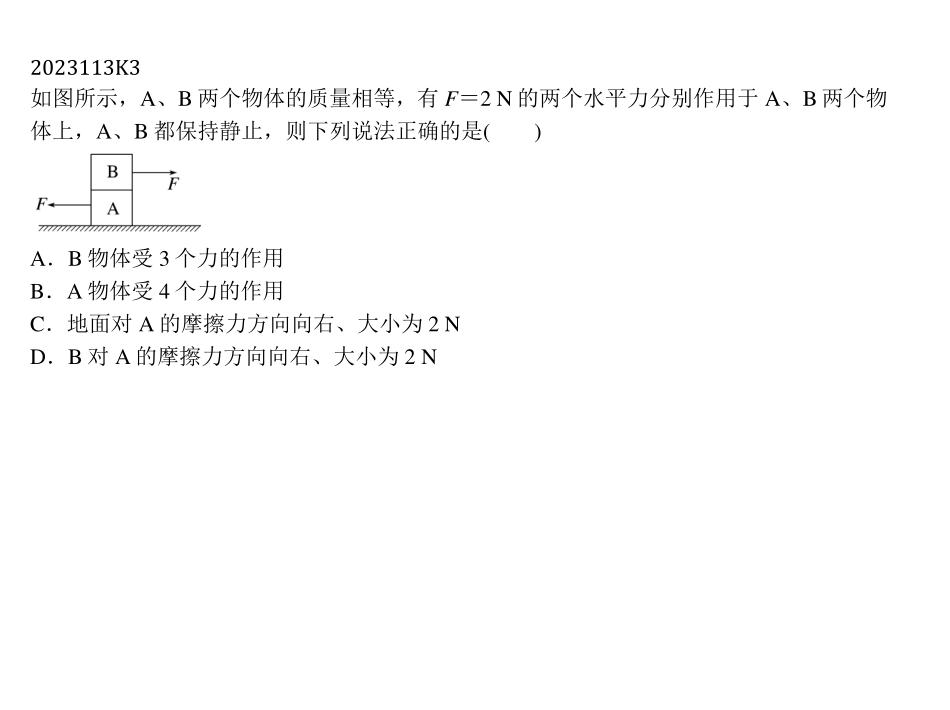 2023113K3
如图所示，A、B 两个物体的质量相等，有 F＝2 N 的两个水平力分别作用于 A、B 两个物
体上，A、B 都保持静止，则下列说法正确的是(　　)
B
F
F
A
A．B 物体受 3 个力的作用
B．A 物体受 4 个力的作用
C．地面对 A 的摩擦力方向向右、大小为 2 N
D．B 对 A 的摩擦力方向向右、大小为 2 N